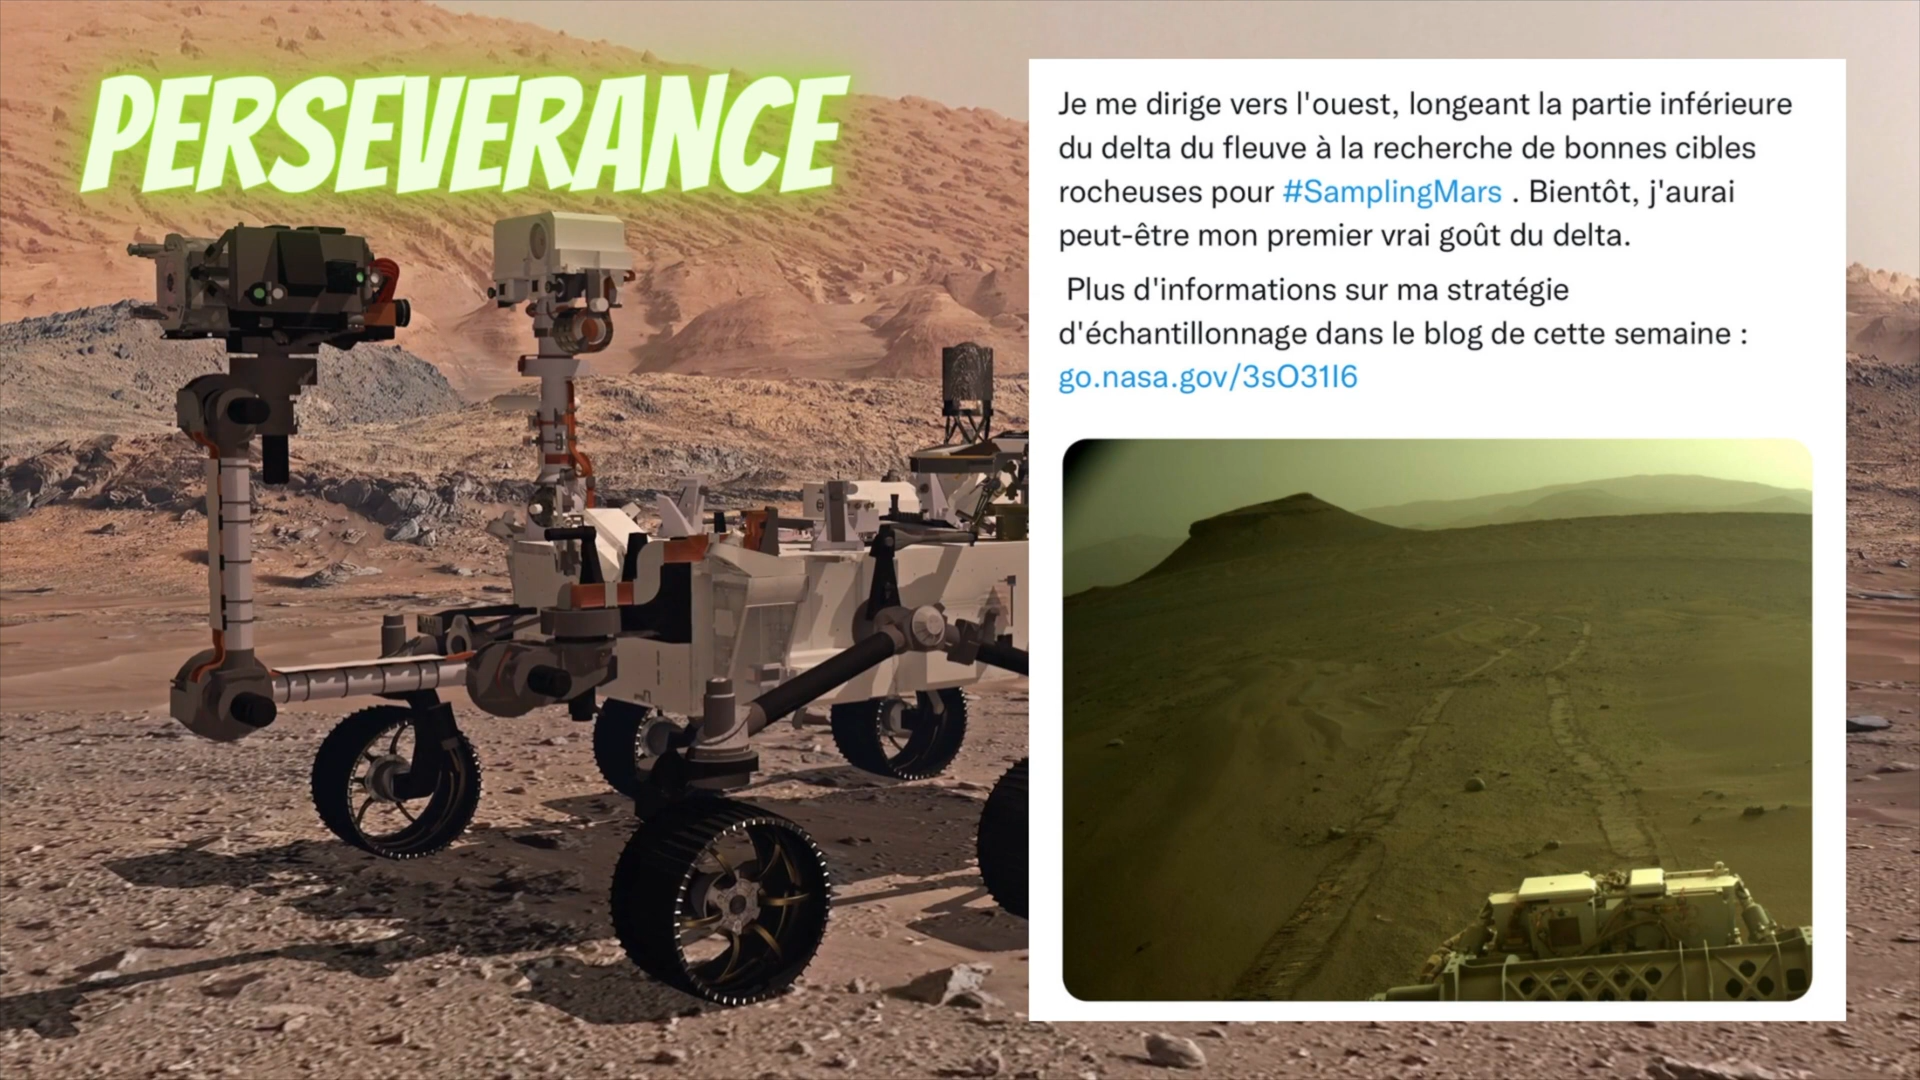 PERSEVERANCE
Je me dirige vers l'ouest, longeant la partie inférieure
du delta du fleuve à la recherche de bonnes cibles
rocheuses pour #SamplingMars . Bientôt, j'aurai
peut-être mon premier vrai goût du delta.
Plus d'informations sur ma stratégie
d'échantillonnage dans le blog de cette semaine :
go.nasa.gov/3sO31I6